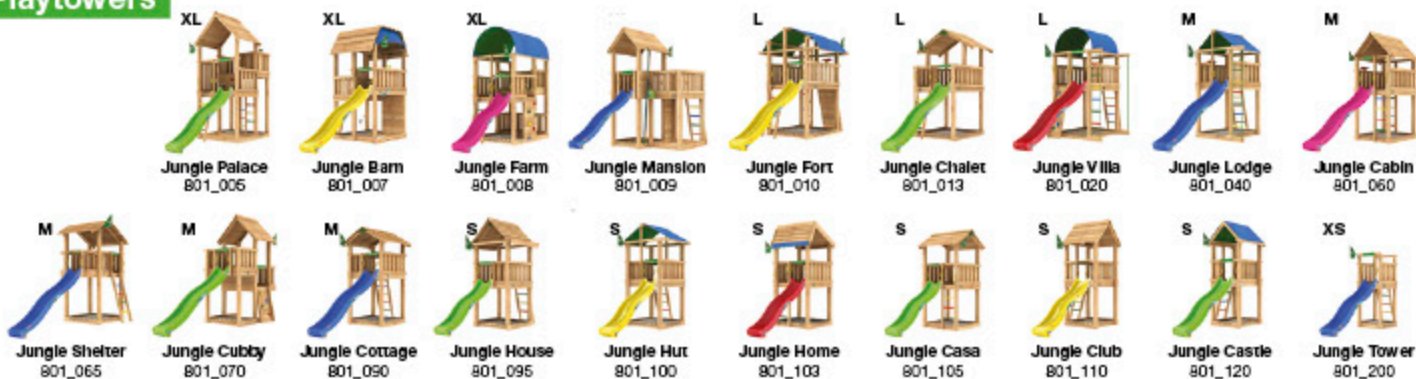 Playtowers
XL XL XL L L L M M
Jungle Palace Jungle Barn Jungle Farm Jungle Mansion Jungle Fort Jungle Chalet Jungle Villa Jungle Lodge Jungle Cabin
801_005 801_007 801_008 801_009 801_010 801_013 801_020 801_040 801_060
M M M S S S S S S XS
Jungle Shelter Jungle Cubby Jungle Cottage Jungle House Jungle Hut Jungle Home Jungle Casa Jungle Club Jungle Castle Jungle Tower
801_065 801_070 801_090 801_095 801_100 801_103 801_105 801_110 801_120 801_200